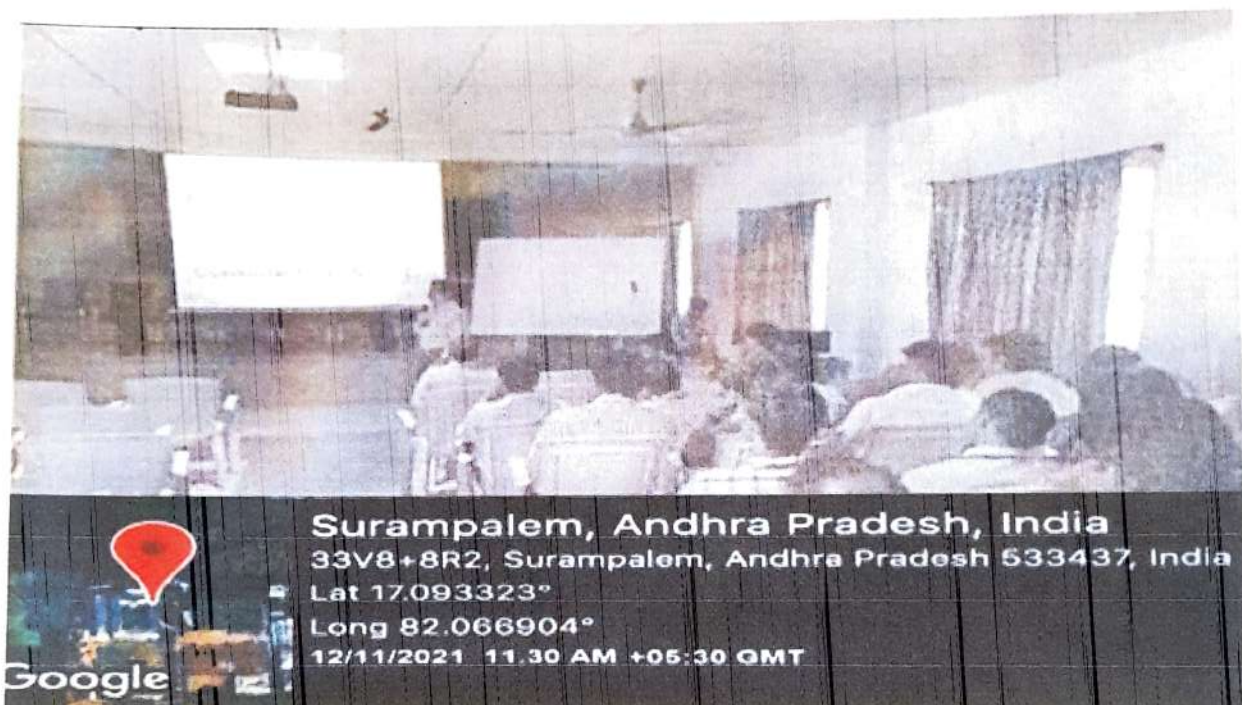 Surampalem, Andhra Pradesh, India
33V8+8R2, Surampalem, Andhra Pradesh 533437, India
Lat 17.093323°
Long 82.066904°
12/11/2021 11.30 AM +05:30 GMT
Google